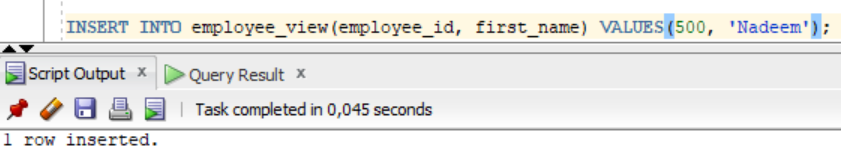 INSERT INTO employee_view(employee_id, first_name) VALUES(500, 'Nadeem');
Script Output x Query Result x
Task completed in 0,045 seconds
1 row inserted.